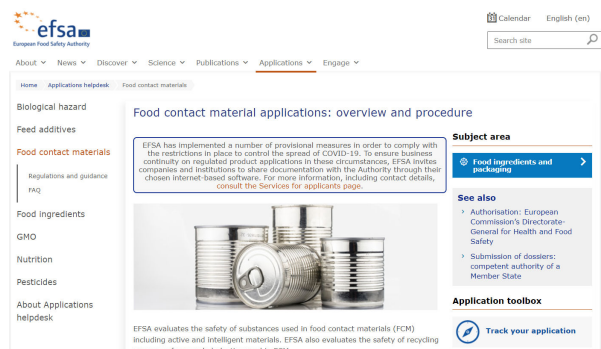 efsa
European Food Safety Authority
Calendar English (en)
Search site
About News Discover Science Publications Applications Engage
Home Applications helpdesk Food contact materials
Biological hazard
Feed additives
Food contact materials
Regulations and guidance
FAQ
Food ingredients
GMO
Nutrition
Pesticides
About Applications
helpdesk
Food contact material applications: overview and procedure
EFSA has implemented a number of provisional measures in order to comply with
the restrictions in place to control the spread of COVID-19. To ensure business
continuity on regulated product applications in these circumstances, EFSA invites
companies and institutions to share documentation with the Authority through their
chosen internet-based software. For more information, including contact details,
consult the Services for applicants page.
EFSA evaluates the safety of substances used in food contact materials (FCM)
including active and intelligent materials. EFSA also evaluates the safety of recycling
Subject area
Food ingredients and
packaging
See also
Authorisation: European
Commission's Directorate-
General for Health and Food
Safety
Submission of dossiers:
competent authority of a
Member State
Application toolbox
Track your application